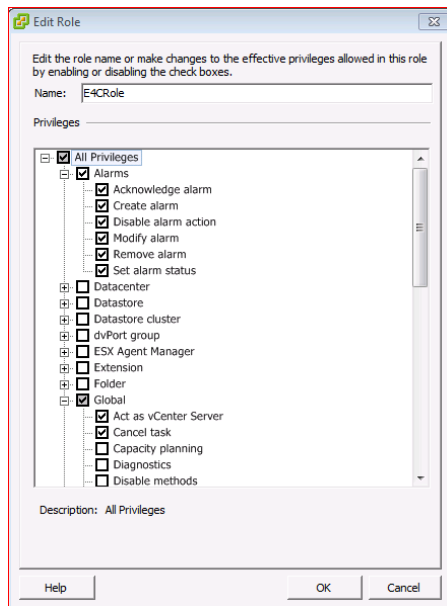 Edit Role
Edit the role name or make changes to the effective privileges allowed in this role
by enabling or disabling the check boxes.
Name: E4CRole
Privileges
All Privileges
Alarms
Acknowledge alarm
Create alarm
Disable alarm action
Modify alarm
Remove alarm
Set alarm status
Datacenter
Datastore
Datastore cluster
dvPort group
ESX Agent Manager
Extension
Folder
Global
Act as vCenter Server
Cancel task
Capacity planning
Diagnostics
Disable methods
Description: All Privileges
Help OK Cancel